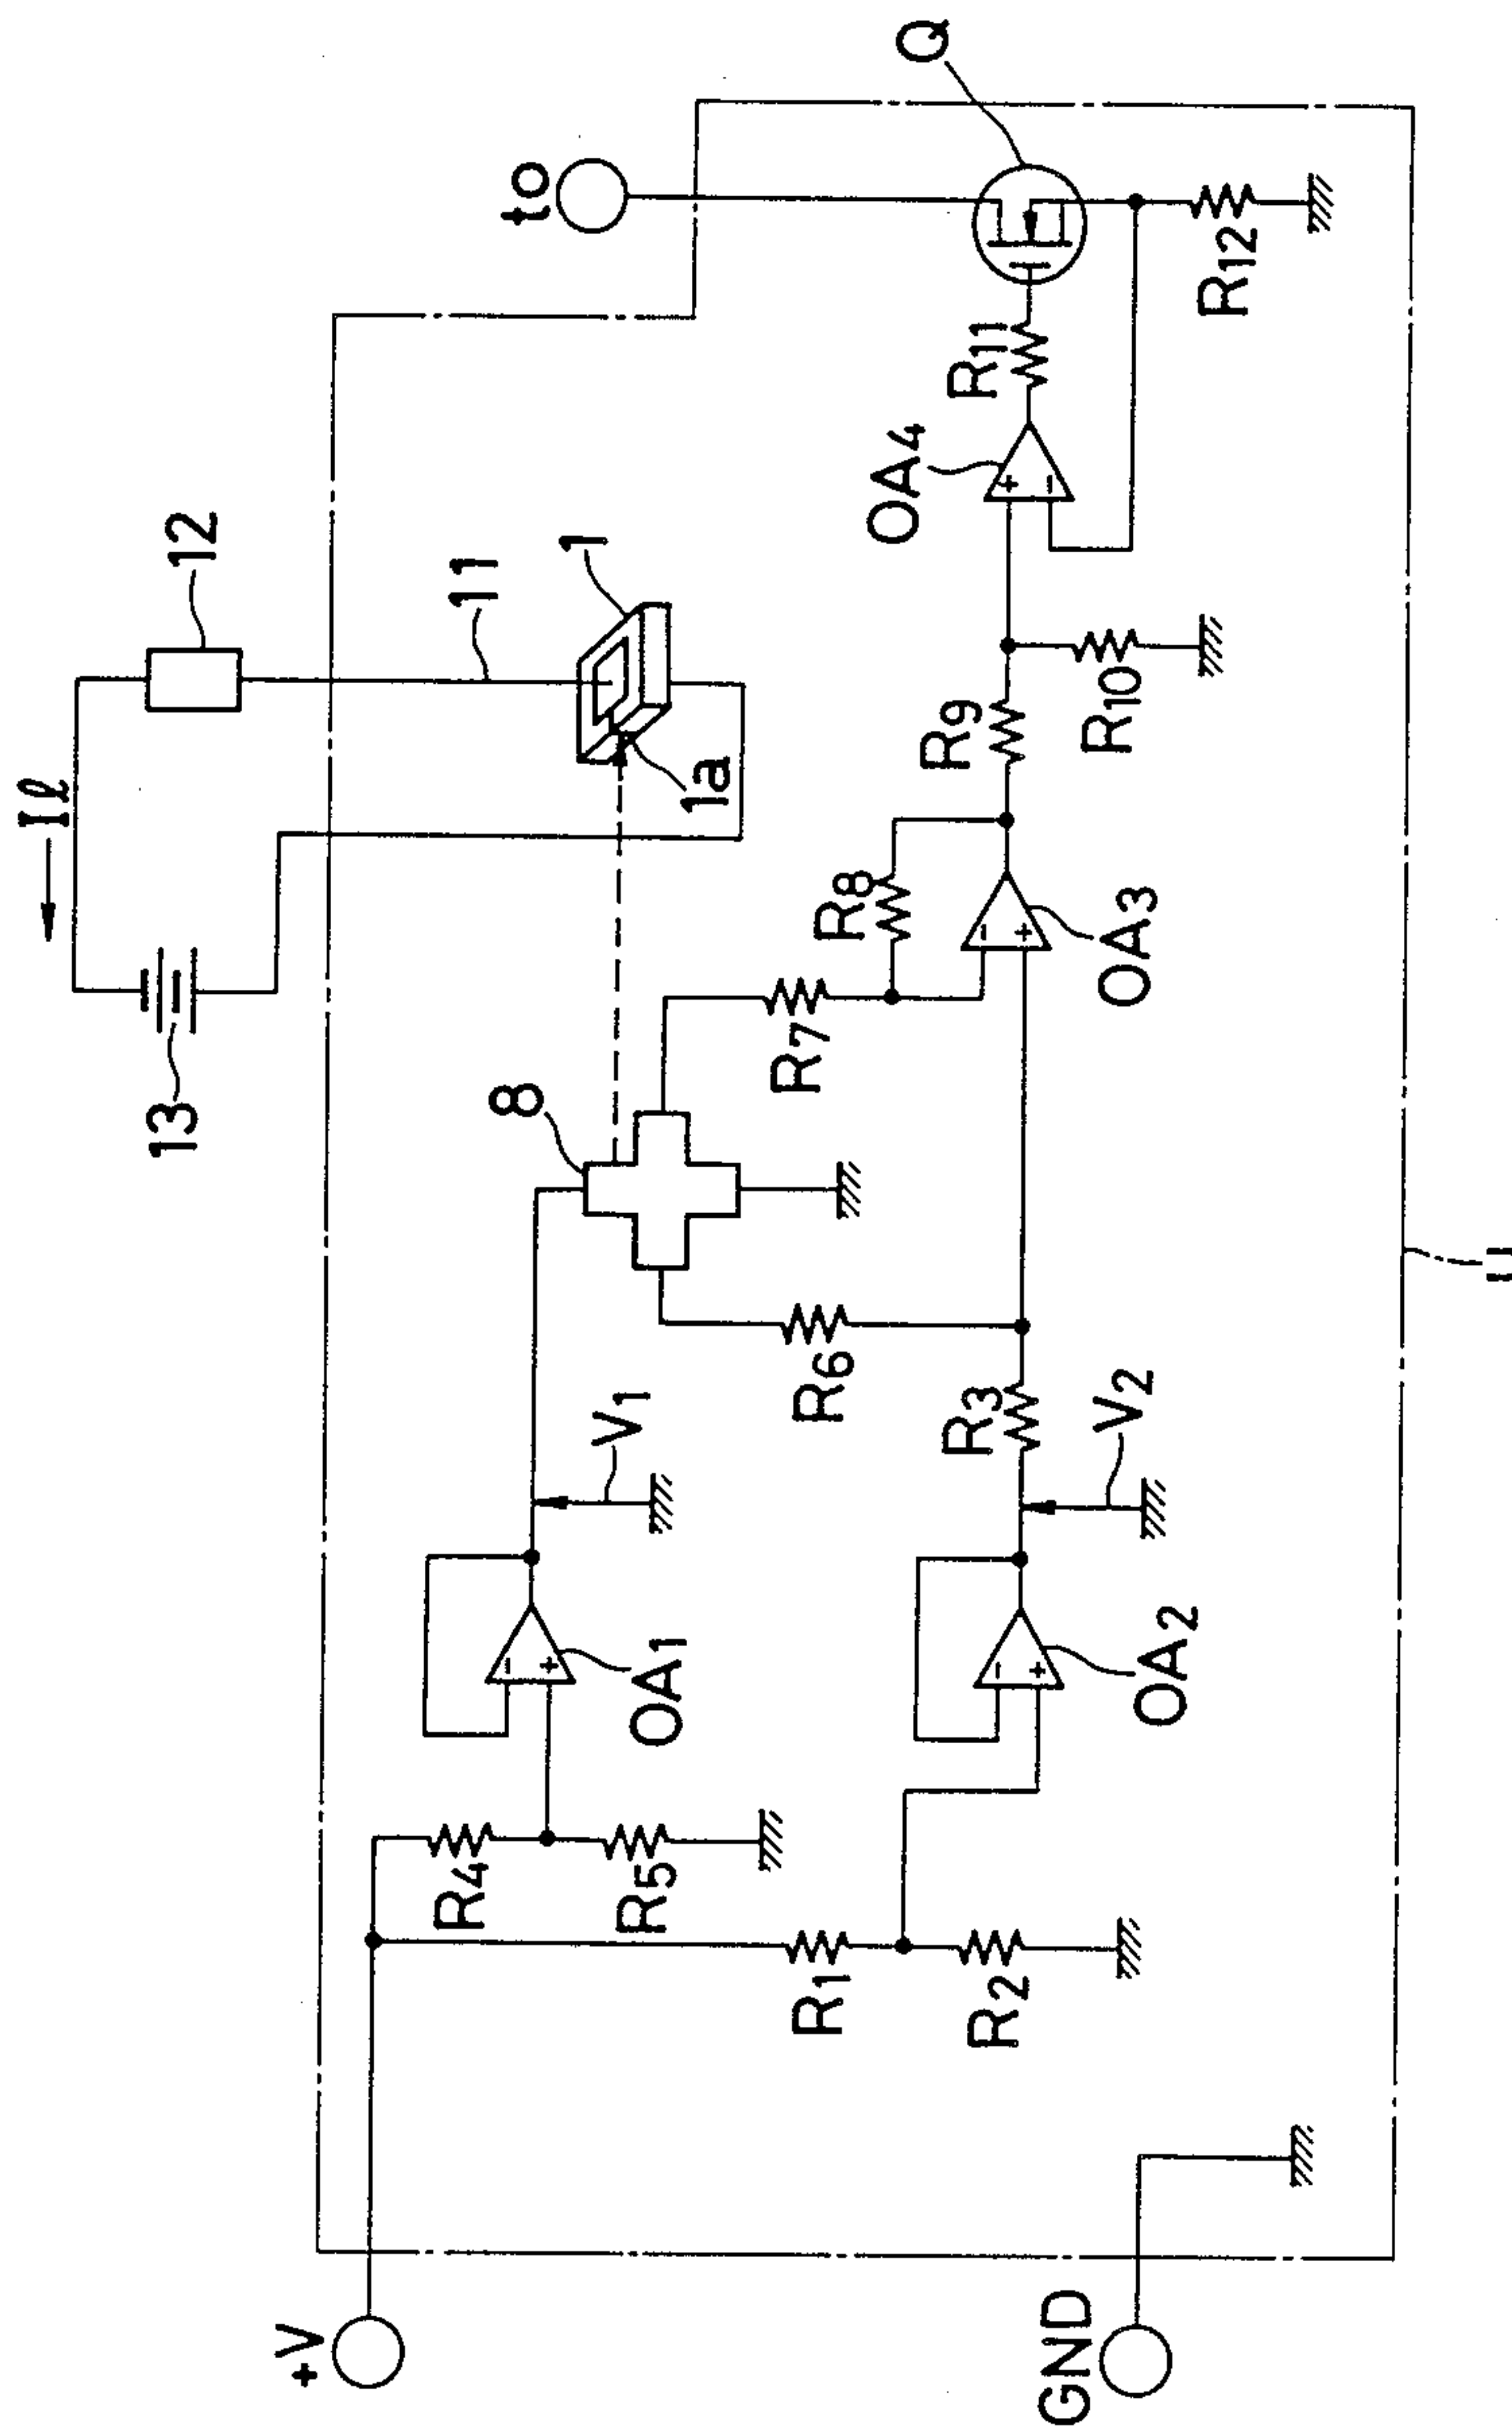 Iℓ
12
13
11
1
1a
to
Q
+V
R4
R5
OA1
V1
8
R7
R8
R9
OA4
R11
R1
R2
OA2
R3
V2
R6
OA3
R10
R12
GND
U